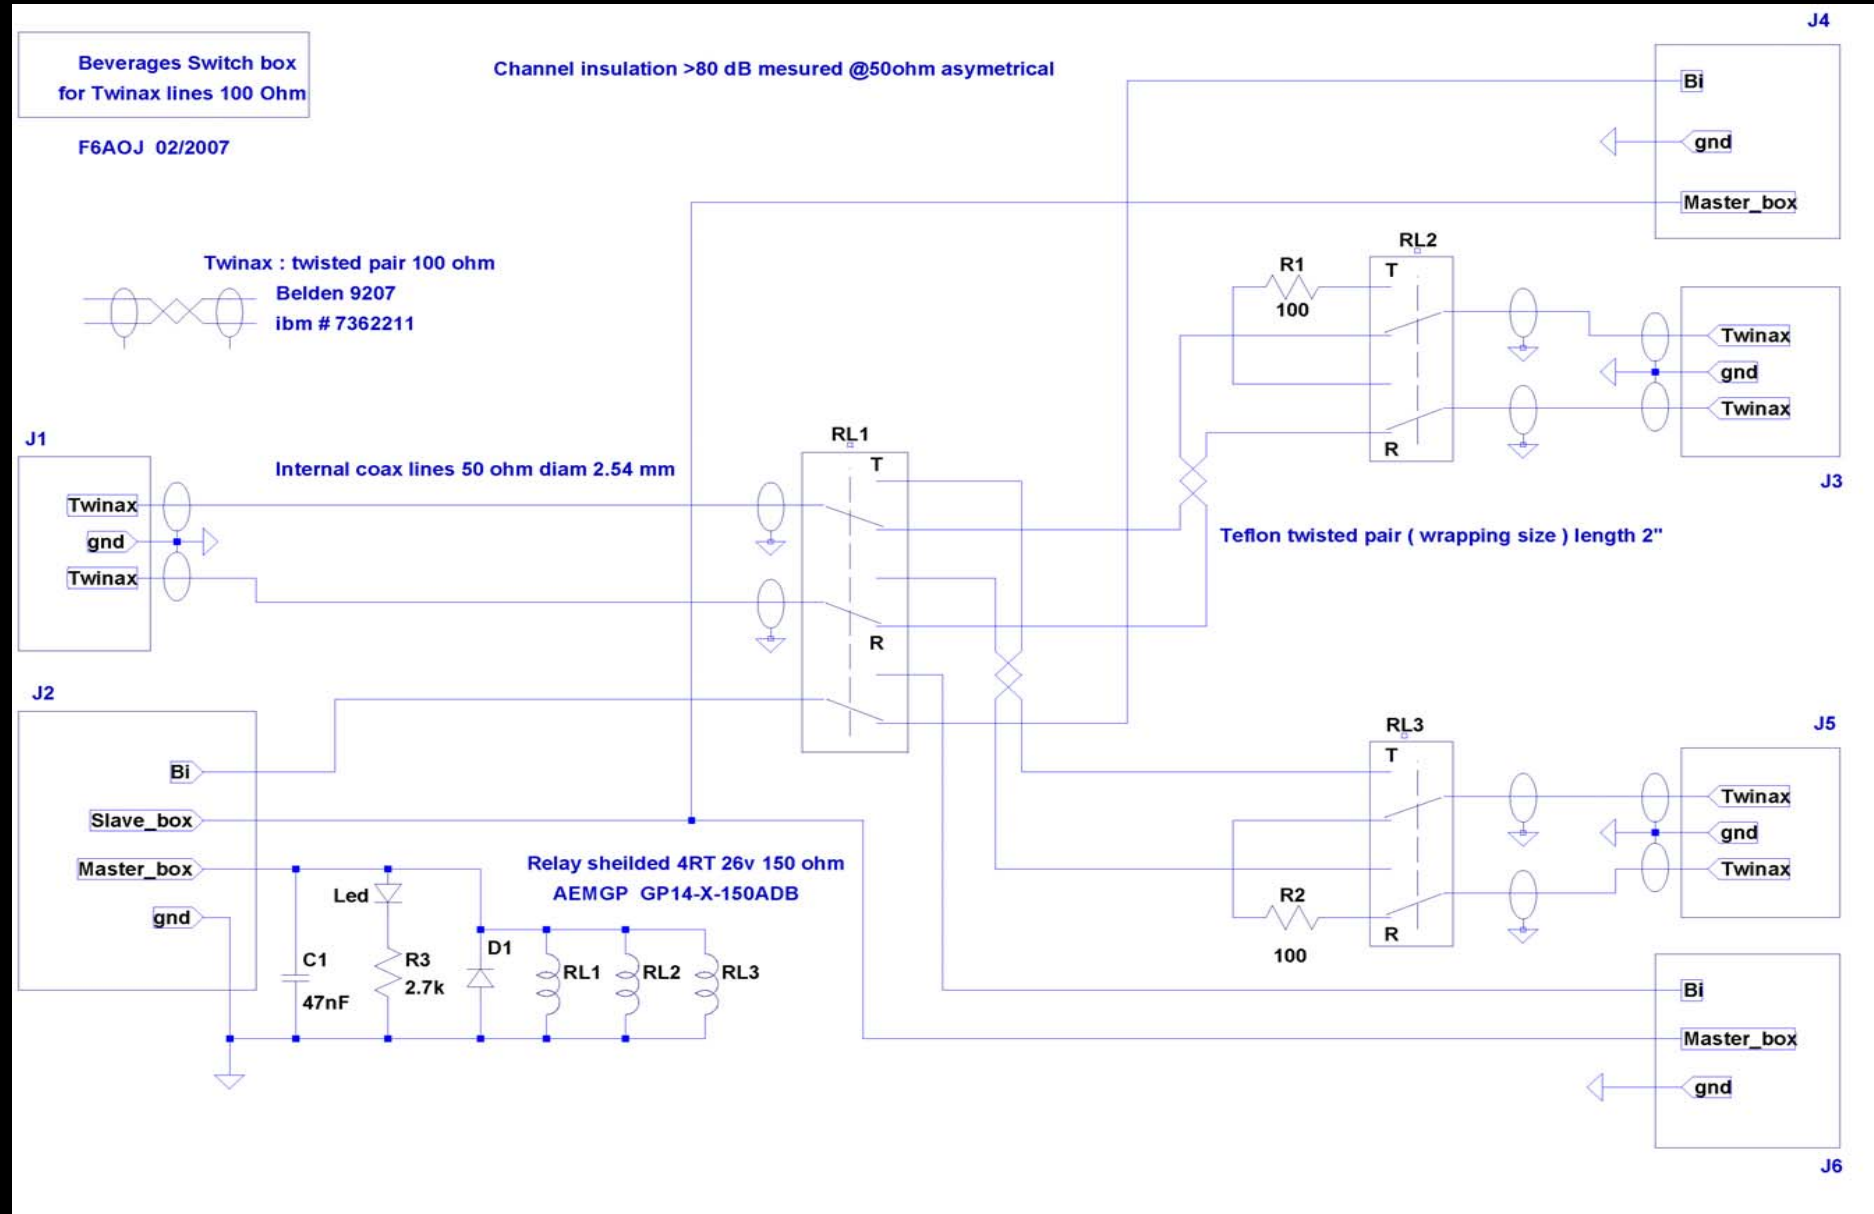 J4
Beverages Switch box
for Twinax lines 100 Ohm
Channel insulation >80 dB mesured @50ohm asymetrical
Bi
F6AOJ 02/2007
gnd
Master_box
RL2
Twinax : twisted pair 100 ohm
Belden 9207
ibm # 7362211
R1
100
T
R
Twinax
gnd
Twinax
J3
J1
Twinax
gnd
Twinax
Internal coax lines 50 ohm diam 2.54 mm
RL1
T
R
Teflon twisted pair ( wrapping size ) length 2"
J2
Bi
Slave_box
Master_box
gnd
Relay sheilded 4RT 26v 150 ohm
AEMGP GP14-X-150ADB
Led
C1
47nF
R3
2.7k
D1
RL1
RL2
RL3
RL3
T
R
R2
100
J5
Twinax
gnd
Twinax
Bi
Master_box
gnd
J6